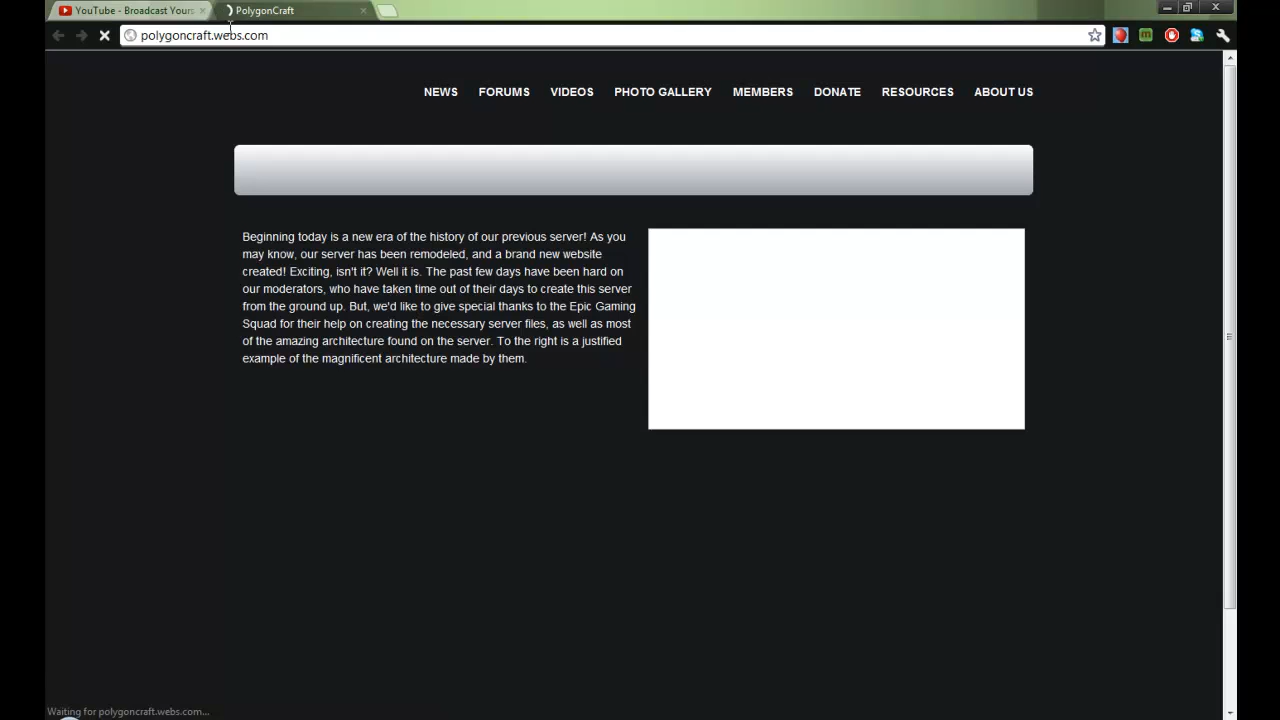 YouTube - Broadcast Yours
PolygonCraft
polygoncraft.webs.com
NEWS FORUMS VIDEOS PHOTO GALLERY MEMBERS DONATE RESOURCES ABOUT US
Beginning today is a new era of the history of our previous server! As you
may know, our server has been remodeled, and a brand new website
created! Exciting, isn't it? Well it is. The past few days have been hard on
our moderators, who have taken time out of their days to create this server
from the ground up. But, we'd like to give special thanks to the Epic Gaming
Squad for their help on creating the necessary server files, as well as most
of the amazing architecture found on the server. To the right is a justified
example of the magnificent architecture made by them.
Waiting for polygoncraft.webs.com...